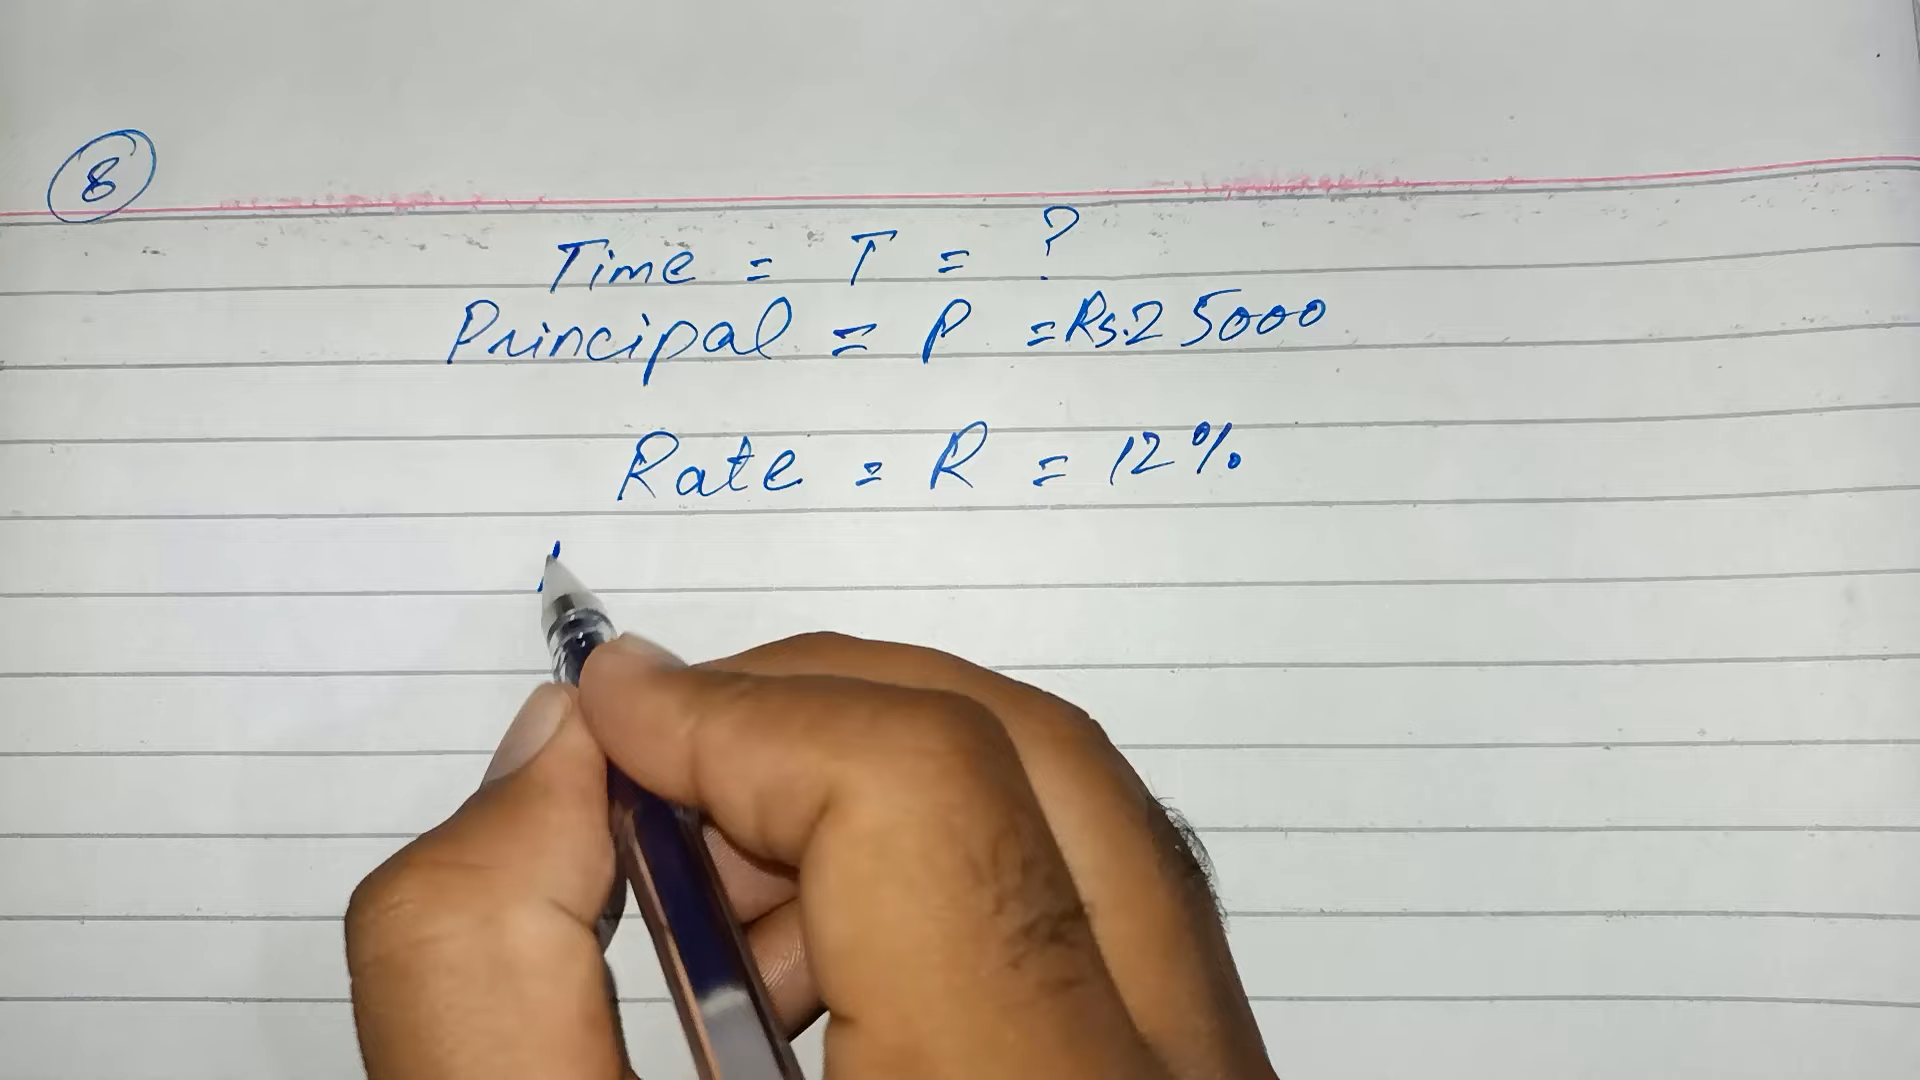 8
Time = T = ?
Principal = P = Rs.25000
Rate = R = 12%